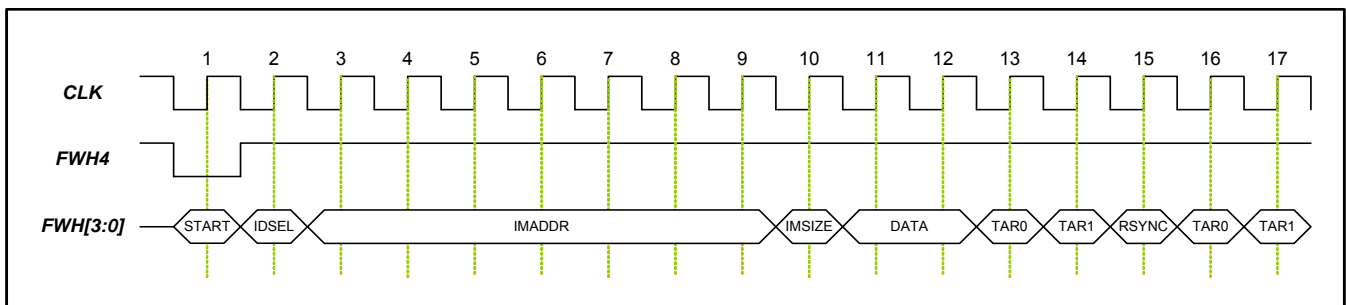 1 2 3 4 5 6 7 8 9 10 11 12 13 14 15 16 17
CLK
FWH4
FWH[3:0] START IDSEL IMADDR IMSIZE DATA TAR0 TAR1 RSYNC TAR0 TAR1